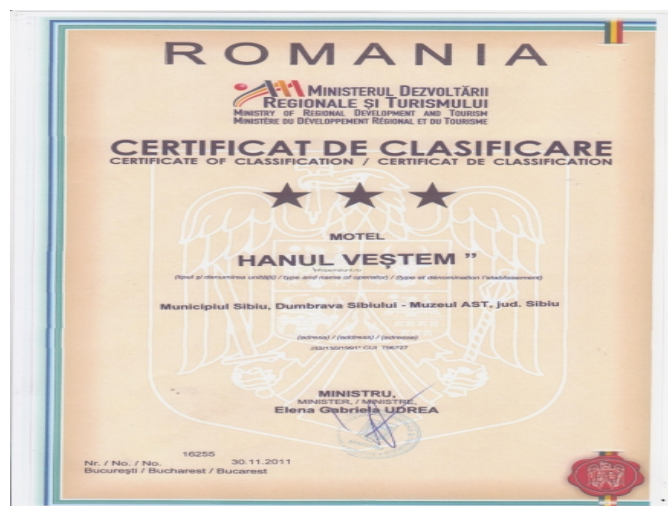 ROMANIA
MINISTERUL DEZVOLTĂRII
REGIONALE ŞI TURISMULUI
MINISTRY OF REGIONAL DEVELOPMENT AND TOURISM
MINISTÈRE DU DÉVELOPPEMENT RÉGIONAL ET DU TOURISME
CERTIFICAT DE CLASIFICARE
CERTIFICATE OF CLASSIFICATION / CERTIFICAT DE CLASSIFICATION
MOTEL
HANUL VEŞTEM ”
(tipul şi denumirea unităţii) / type and name of operator) / (type et dénomination l'établissement)
Municipiul Sibiu, Dumbrava Sibiului - Muzeul AST, jud. Sibiu
(adresa) / (address) / (adresse)
CUI
MINISTRU,
MINISTER, / MINISTRE,
Elena Gabriela UDREA
16255
Nr. / No. / No. 30.11.2011
Bucureşti / Bucharest / Bucarest